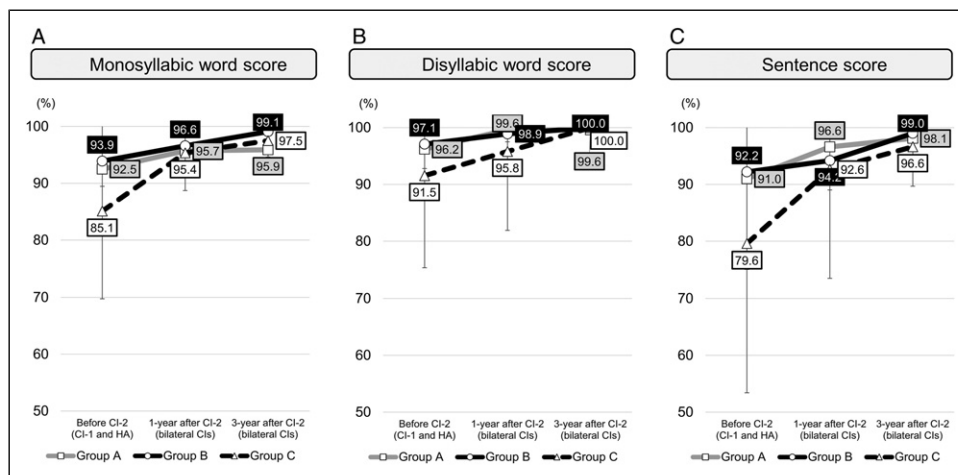 A
Monosyllabic word score
(%)
100
90
80
70
60
50
93.9
92.5
85.1
96.6
95.7
95.4
99.1
97.5
95.9
Before CI-2
(CI-1 and HA)
1-year after CI-2
(bilateral CIs)
3-year after CI-2
(bilateral CIs)
Group A
Group B
Group C
B
Disyllabic word score
(%)
100
90
80
70
60
50
97.1
96.2
91.5
99.6
98.9
95.8
100.0
100.0
99.6
Before CI-2
(CI-1 and HA)
1-year after CI-2
(bilateral CIs)
3-year after CI-2
(bilateral CIs)
Group A
Group B
Group C
C
Sentence score
(%)
100
90
80
70
60
50
92.2
91.0
79.6
96.6
94.2
92.6
99.0
98.1
96.6
Before CI-2
(CI-1 and HA)
1-year after CI-2
(bilateral CIs)
3-year after CI-2
(bilateral CIs)
Group A
Group B
Group C